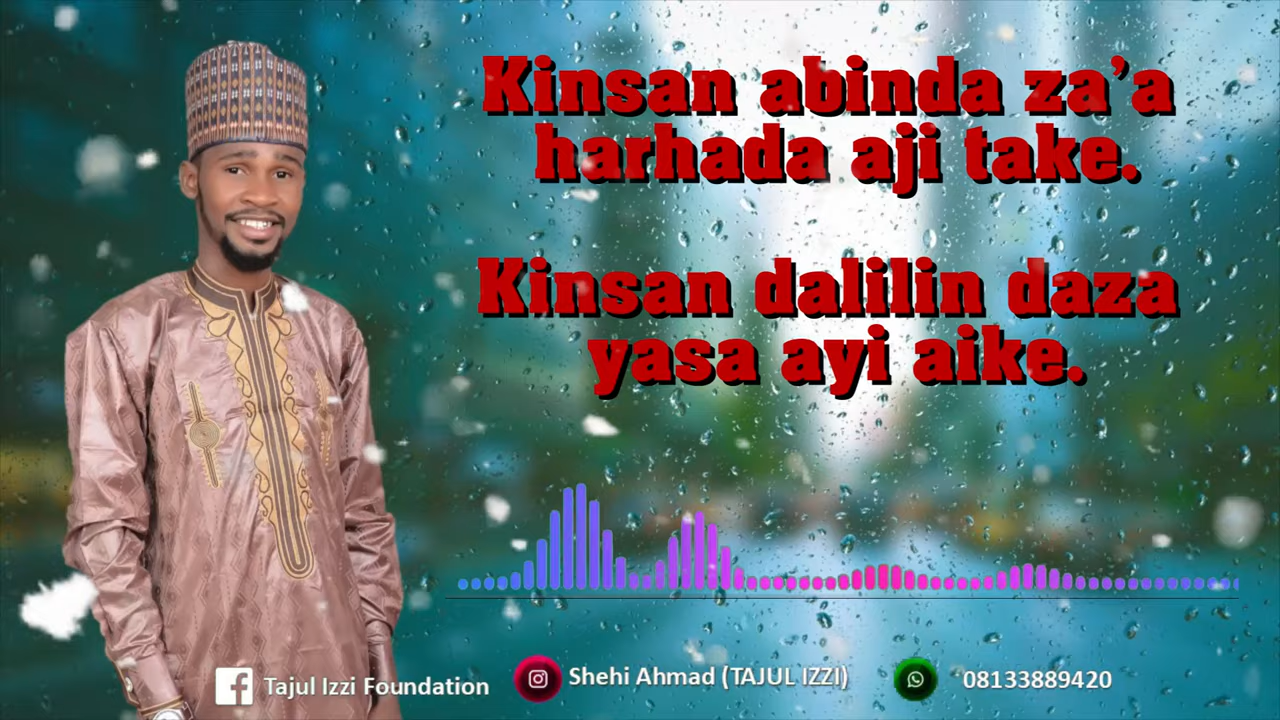 Kinsan abinda za’a
harhada aji take.
Kinsan dalilin daza
yasa ayi aike.
Tajul Izzi Foundation
Shehi Ahmad (TAJUL IZZI)
08133889420